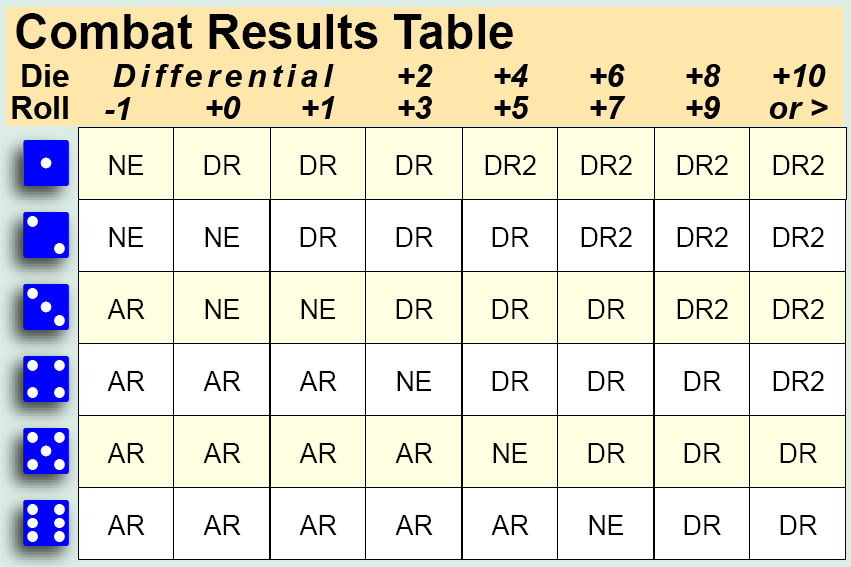 Combat Results Table
Die Differential +2 +4 +6 +8 +10
Roll -1 +0 +1 +3 +5 +7 +9 or >
NE DR DR DR DR2 DR2 DR2 DR2
NE NE DR DR DR DR2 DR2 DR2
AR NE NE DR DR DR DR2 DR2
AR AR AR NE DR DR DR DR2
AR AR AR AR NE DR DR DR
AR AR AR AR AR NE DR DR